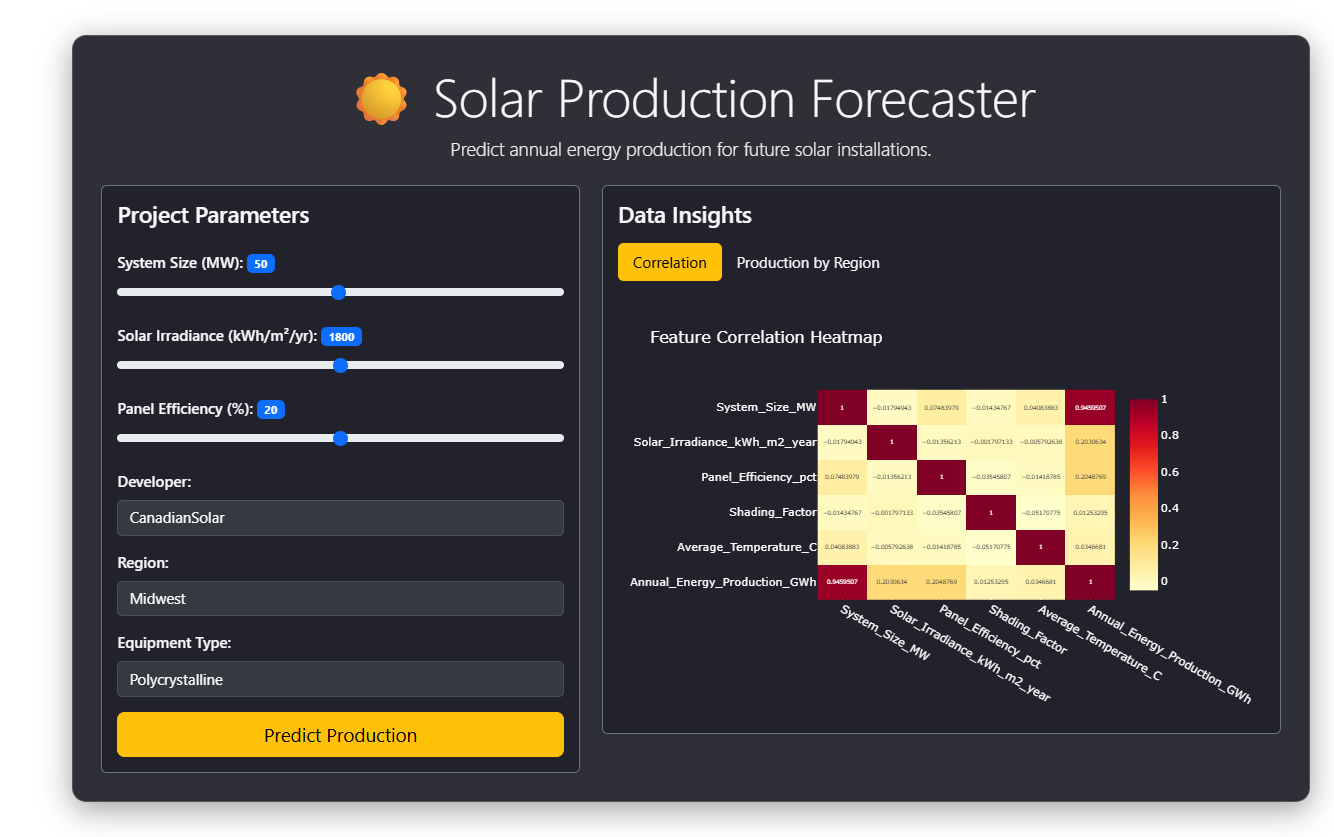 Solar Production Forecaster
Predict annual energy production for future solar installations.
Project Parameters
System Size (MW): 50
Solar Irradiance (kWh/m²/yr): 1800
Panel Efficiency (%): 20
Developer:
CanadianSolar
Region:
Midwest
Equipment Type:
Polycrystalline
Predict Production
Data Insights
Correlation Production by Region
Feature Correlation Heatmap
System_Size_MW 1 −0.01794943 0.07483979 −0.01434767 0.04083883 0.9459507
Solar_Irradiance_kWh_m2_year −0.01794943 1 −0.01356213 −0.001797133 −0.005792638 0.2030634
Panel_Efficiency_pct 0.07483979 −0.01356213 1 −0.03545807 −0.01418785 0.2048769
Shading_Factor −0.01434767 −0.001797133 −0.03545807 1 −0.05170775 0.01253295
Average_Temperature_C 0.04083883 −0.005792638 −0.01418785 −0.05170775 1 0.0346681
Annual_Energy_Production_GWh 0.9459507 0.2030634 0.2048769 0.01253295 0.0346681 1
System_Size_MW
Solar_Irradiance_kWh_m2_year
Panel_Efficiency_pct
Shading_Factor
Average_Temperature_C
Annual_Energy_Production_GWh
1
0.8
0.6
0.4
0.2
0